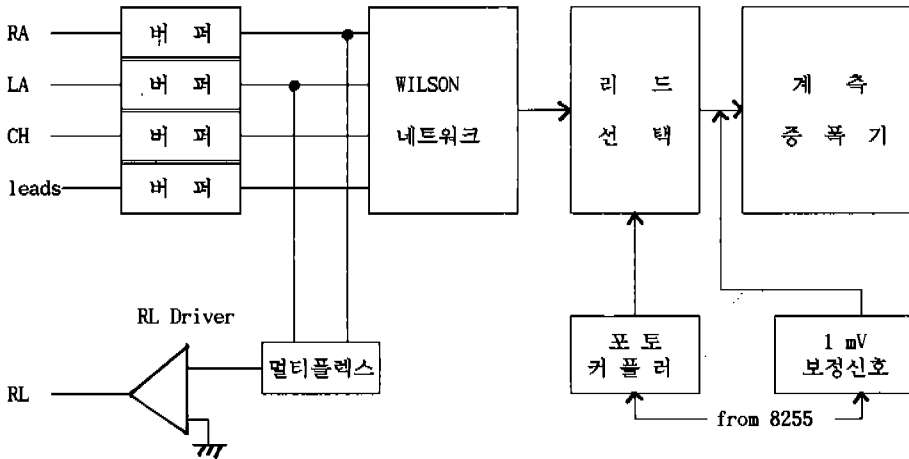 RA
버 퍼
LA
버 퍼
CH
버 퍼
leads
버 퍼
WILSON
네트워크
리 드
선 택
계 측
증 폭 기
RL Driver
멀티플렉스
RL
포 토
커 플 러
1 mV
보정신호
from 8255